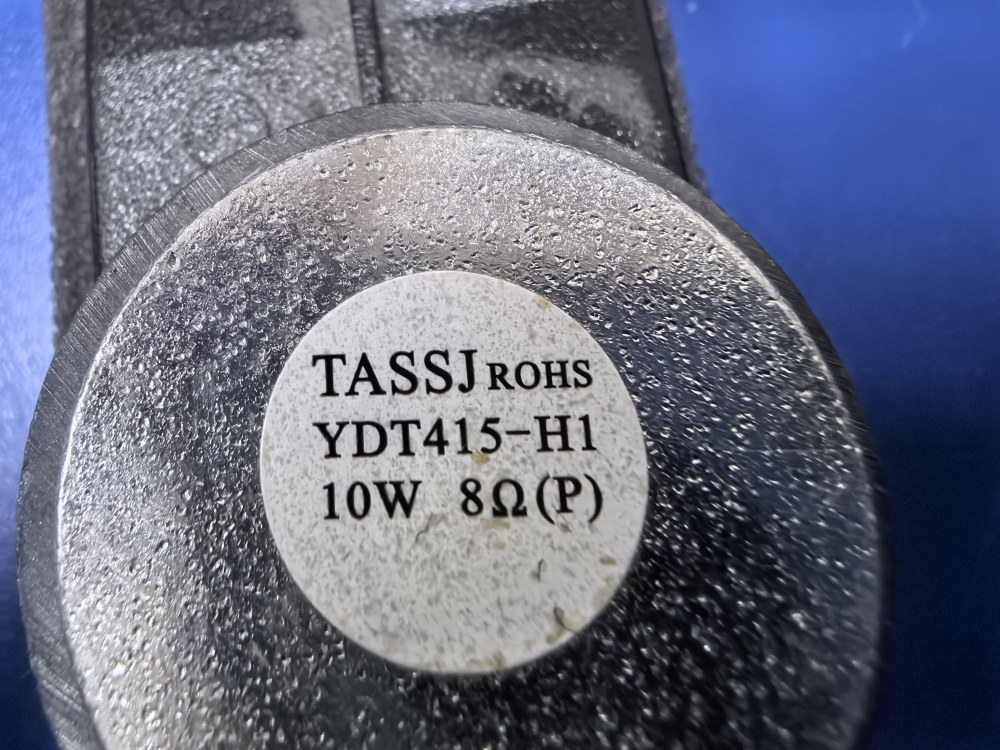 TASSJ ROHS
YDT415-H1
10W 8Ω(P)